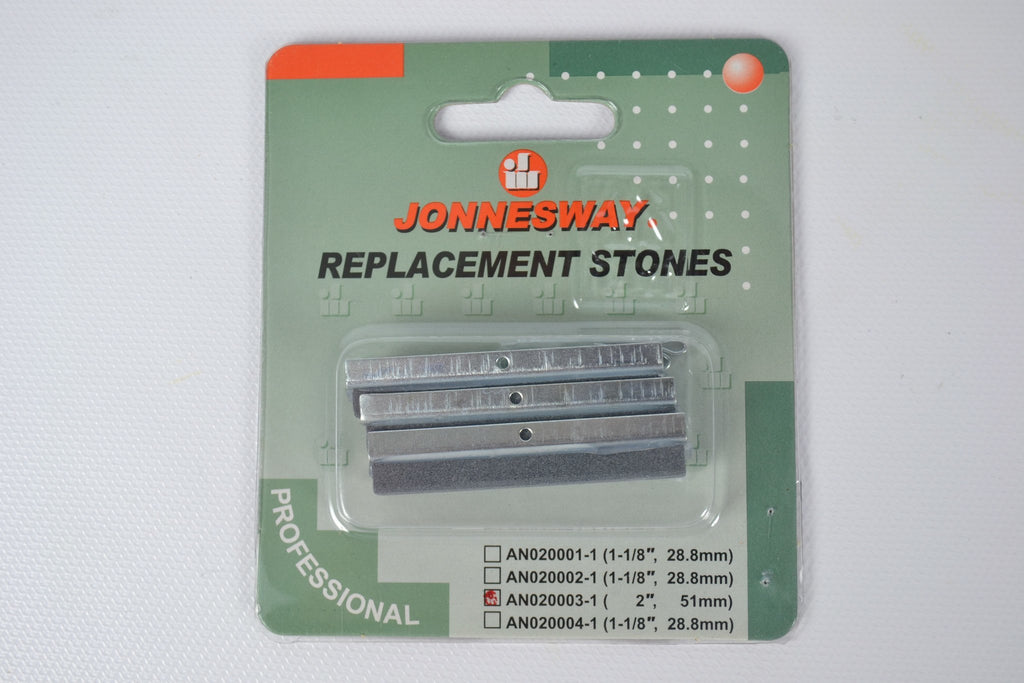 JONNESWAY
REPLACEMENT STONES
AN020001-1 (1-1/8", 28.8mm)
AN020002-1 (1-1/8", 28.8mm)
AN020003-1 ( 2", 51mm)
AN020004-1 (1-1/8", 28.8mm)
PROFESSIONAL